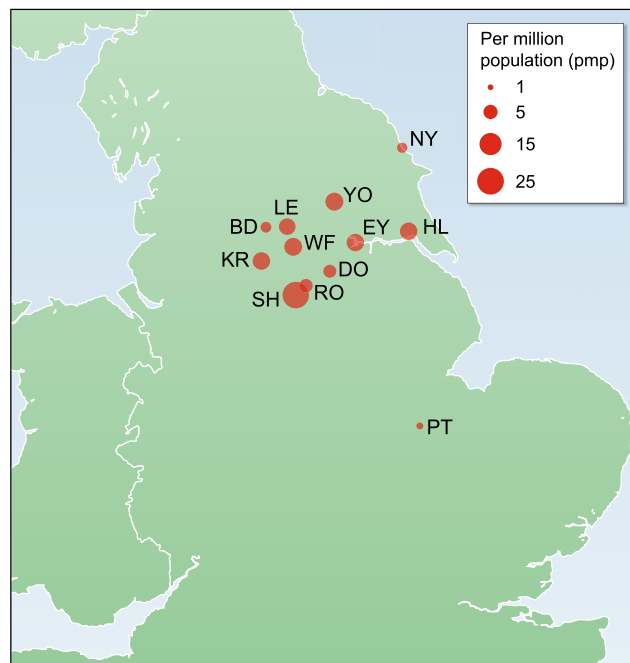 Per million
population (pmp)
1
5
15
25
NY
YO
LE
BD
EY
HL
WF
KR
DO
RO
SH
PT